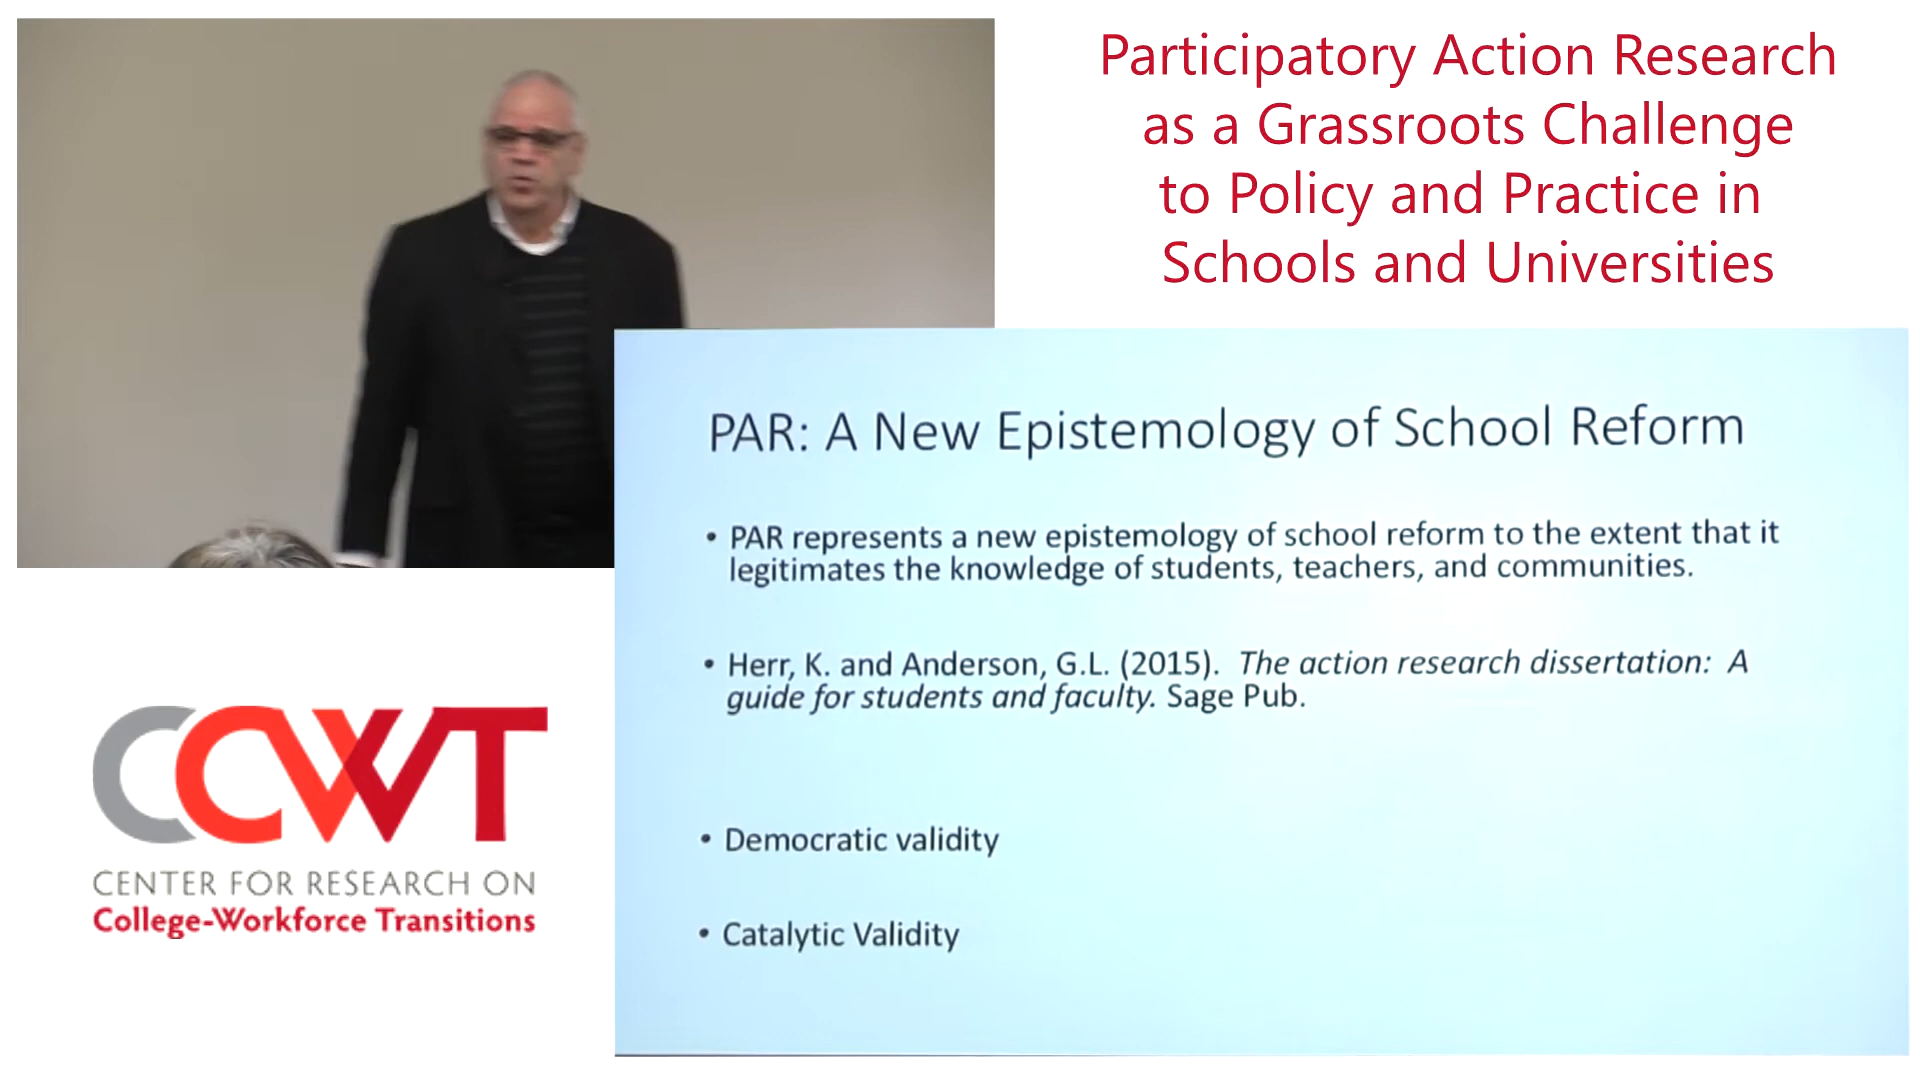 Participatory Action Research
as a Grassroots Challenge
to Policy and Practice in
Schools and Universities
PAR: A New Epistemology of School Reform
• PAR represents a new epistemology of school reform to the extent that it
legitimates the knowledge of students, teachers, and communities.
• Herr, K. and Anderson, G.L. (2015). The action research dissertation: A
guide for students and faculty. Sage Pub.
• Democratic validity
• Catalytic Validity
CCWT
CENTER FOR RESEARCH ON
College-Workforce Transitions